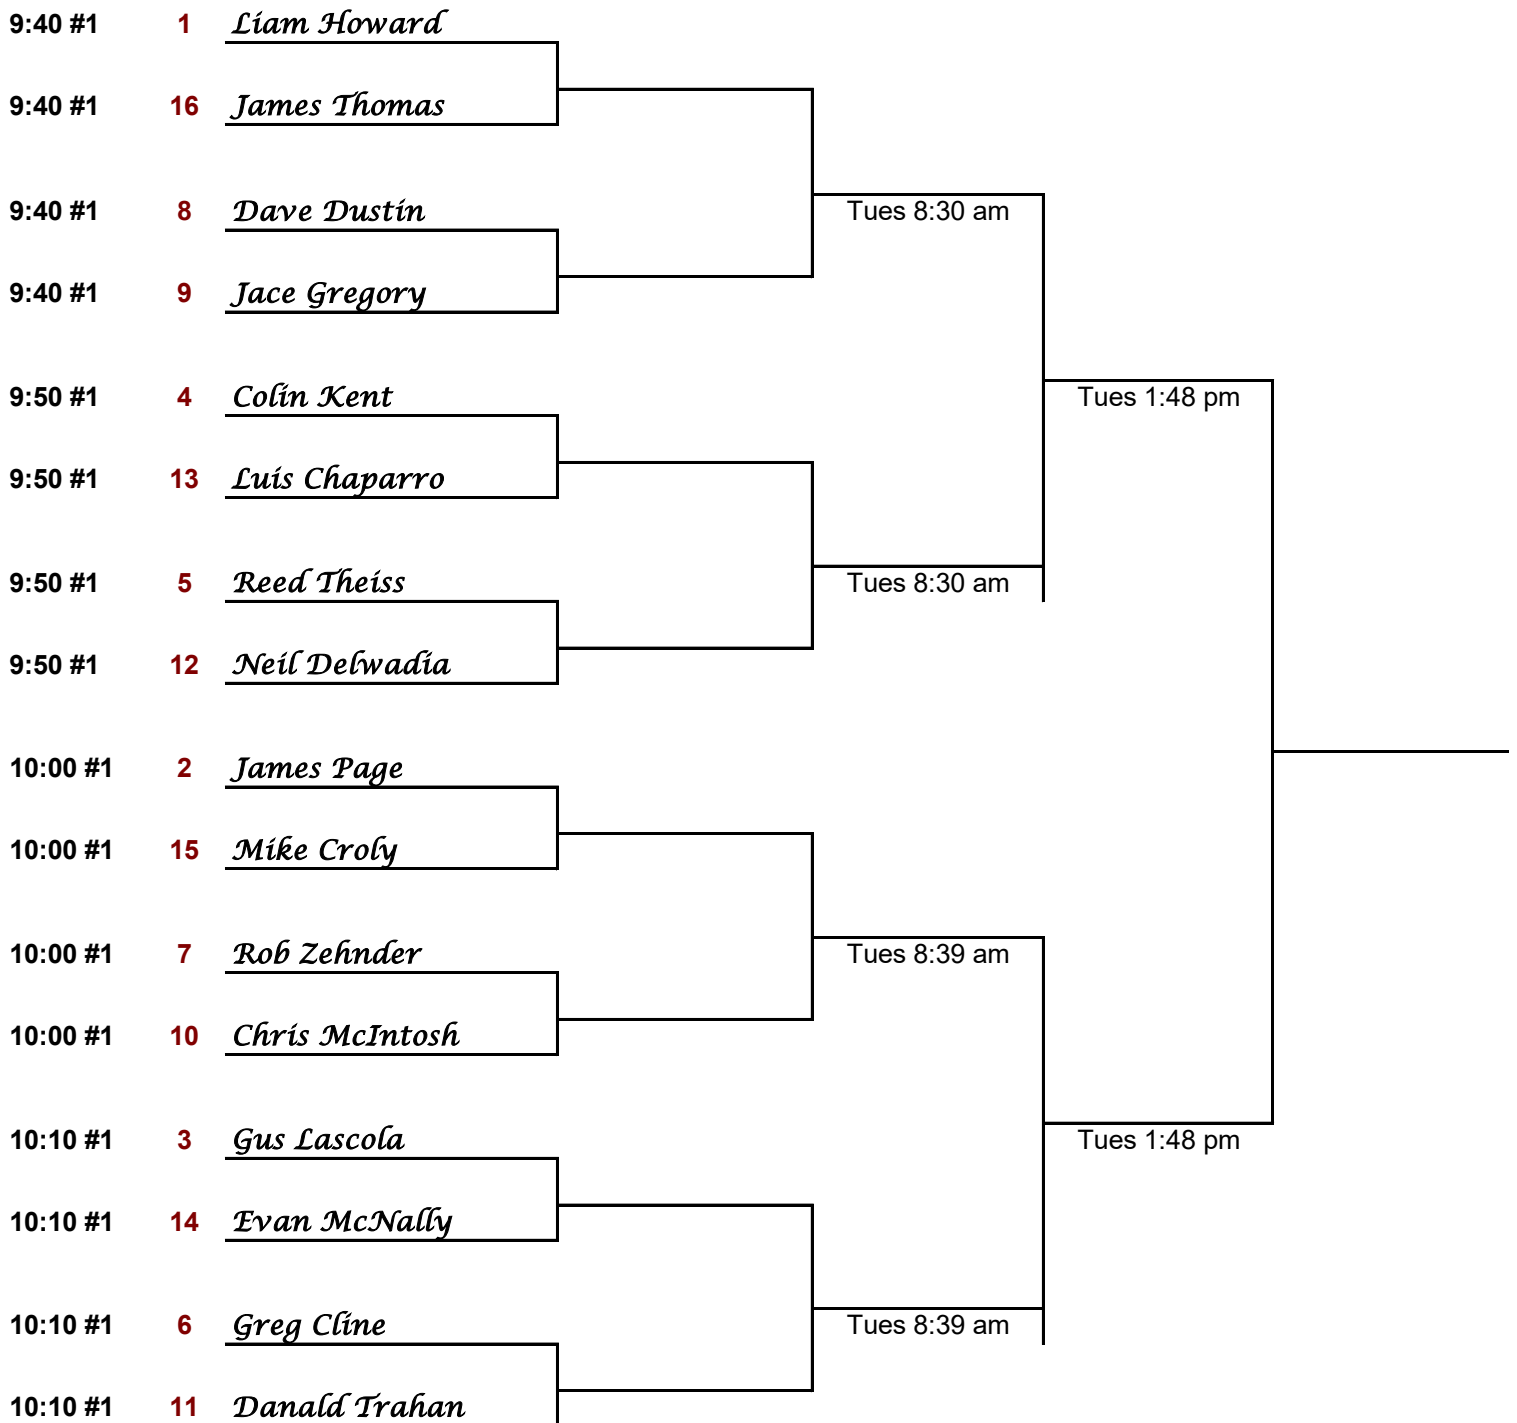 9:40 #1 1 Liam Howard
9:40 #1 16 James Thomas
9:40 #1 8 Dave Dustin
Tues 8:30 am
9:40 #1 9 Jace Gregory
9:50 #1 4 Colin Kent
Tues 1:48 pm
9:50 #1 13 Luis Chaparro
9:50 #1 5 Reed Theiss
Tues 8:30 am
9:50 #1 12 Neil Delwadia
10:00 #1 2 James Page
10:00 #1 15 Mike Croly
10:00 #1 7 Rob Zehnder
Tues 8:39 am
10:00 #1 10 Chris McIntosh
10:10 #1 3 Gus Lascola
Tues 1:48 pm
10:10 #1 14 Evan McNally
10:10 #1 6 Greg Cline
Tues 8:39 am
10:10 #1 11 Danald Trahan